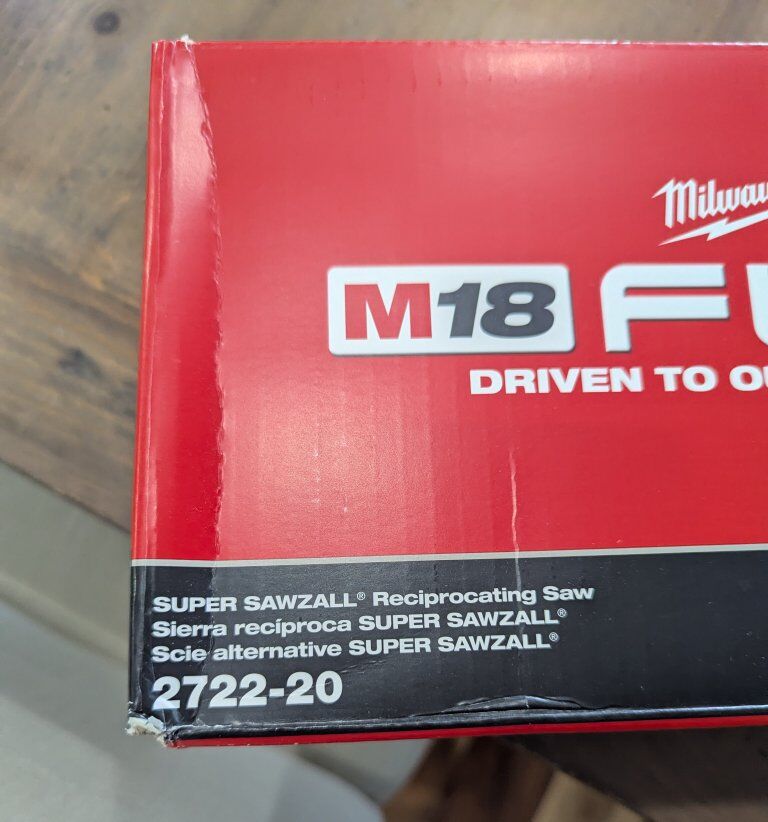 M18
DRIVEN TO
SUPER SAWZALL® Reciprocating Saw
Sierra recíproca SUPER SAWZALL®
Scie alternative SUPER SAWZALL®
2722-20